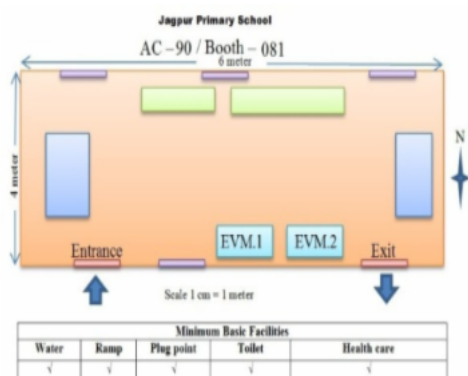 Jagpur Primary School
AC – 90 / Booth – 081
6 meter
N
4 meter
EVM.1 EVM.2
Entrance Exit
Scale 1 cm = 1 meter
Minimum Basic Facilities
Water Ramp Plug point Toilet Health care
√ √ √ √ √